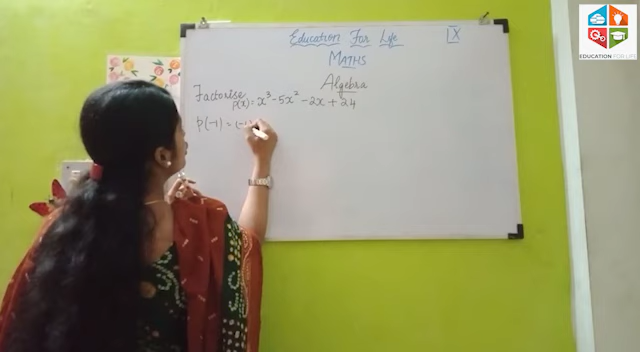 Education For Life
IX
MATHS
Algebra
Factorise
p(x) = x³ - 5x² - 2x + 24
p(-1) = (-1)
EDUCATION FOR LIFE